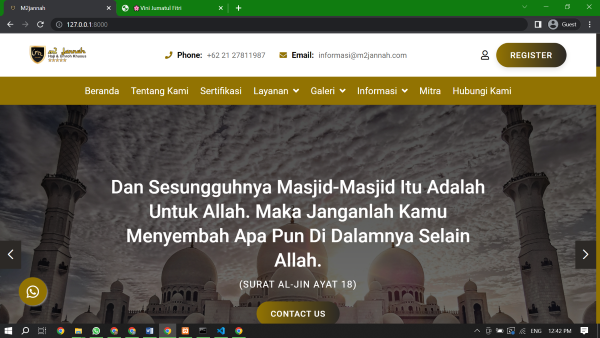 M2Jannah
Vini Jumatul Fitri
127.0.0.1:8000
Guest
m2 jannah
Haji & Umrah Khusus
Phone: +62 21 27811987
Email: informasi@m2jannah.com
REGISTER
Beranda Tentang Kami Sertifikasi Layanan Galeri Informasi Mitra Hubungi Kami
Dan Sesungguhnya Masjid-Masjid Itu Adalah
Untuk Allah. Maka Janganlah Kamu
Menyembah Apa Pun Di Dalamnya Selain
Allah.
(SURAT AL-JIN AYAT 18)
CONTACT US
ENG 12:42 PM